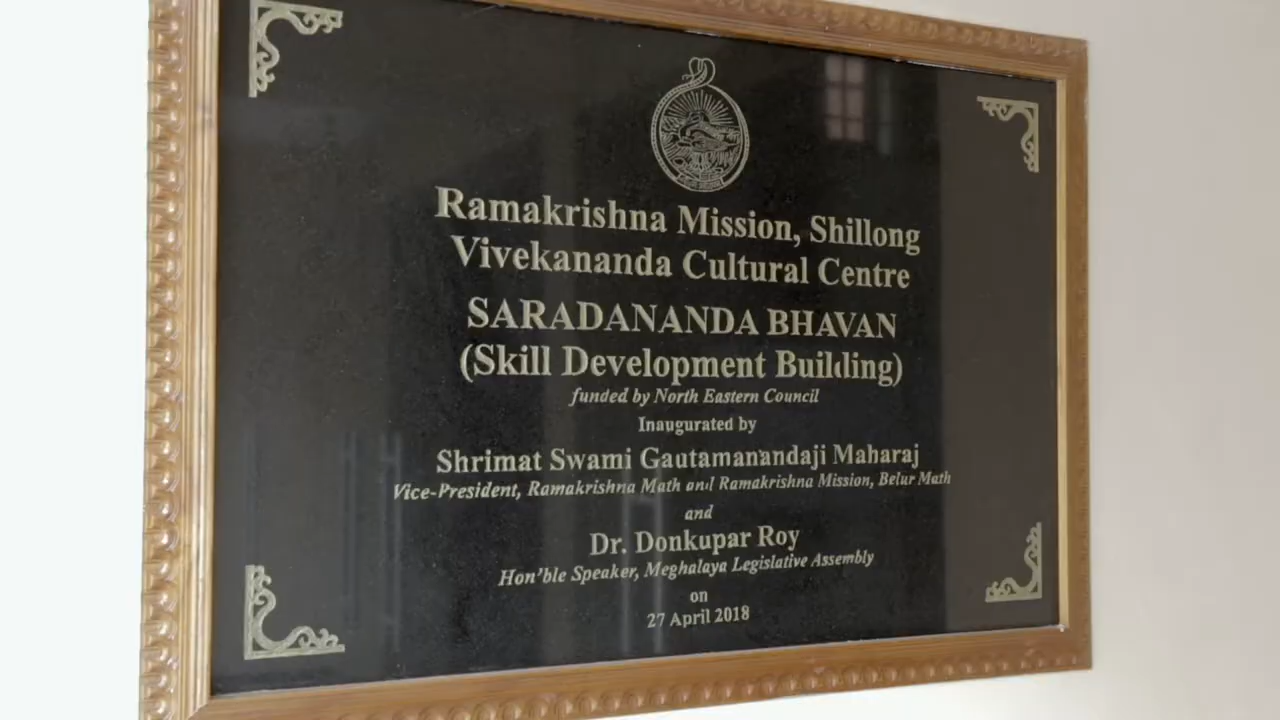 Ramakrishna Mission, Shillong
Vivekananda Cultural Centre
SARADANANDA BHAVAN
(Skill Development Building)
funded by North Eastern Council
Inaugurated by
Shrimat Swami Gautamanandaji Maharaj
Vice-President, Ramakrishna Math and Ramakrishna Mission, Belur Math
and
Dr. Donkupar Roy
Hon'ble Speaker, Meghalaya Legislative Assembly
on
27 April 2018